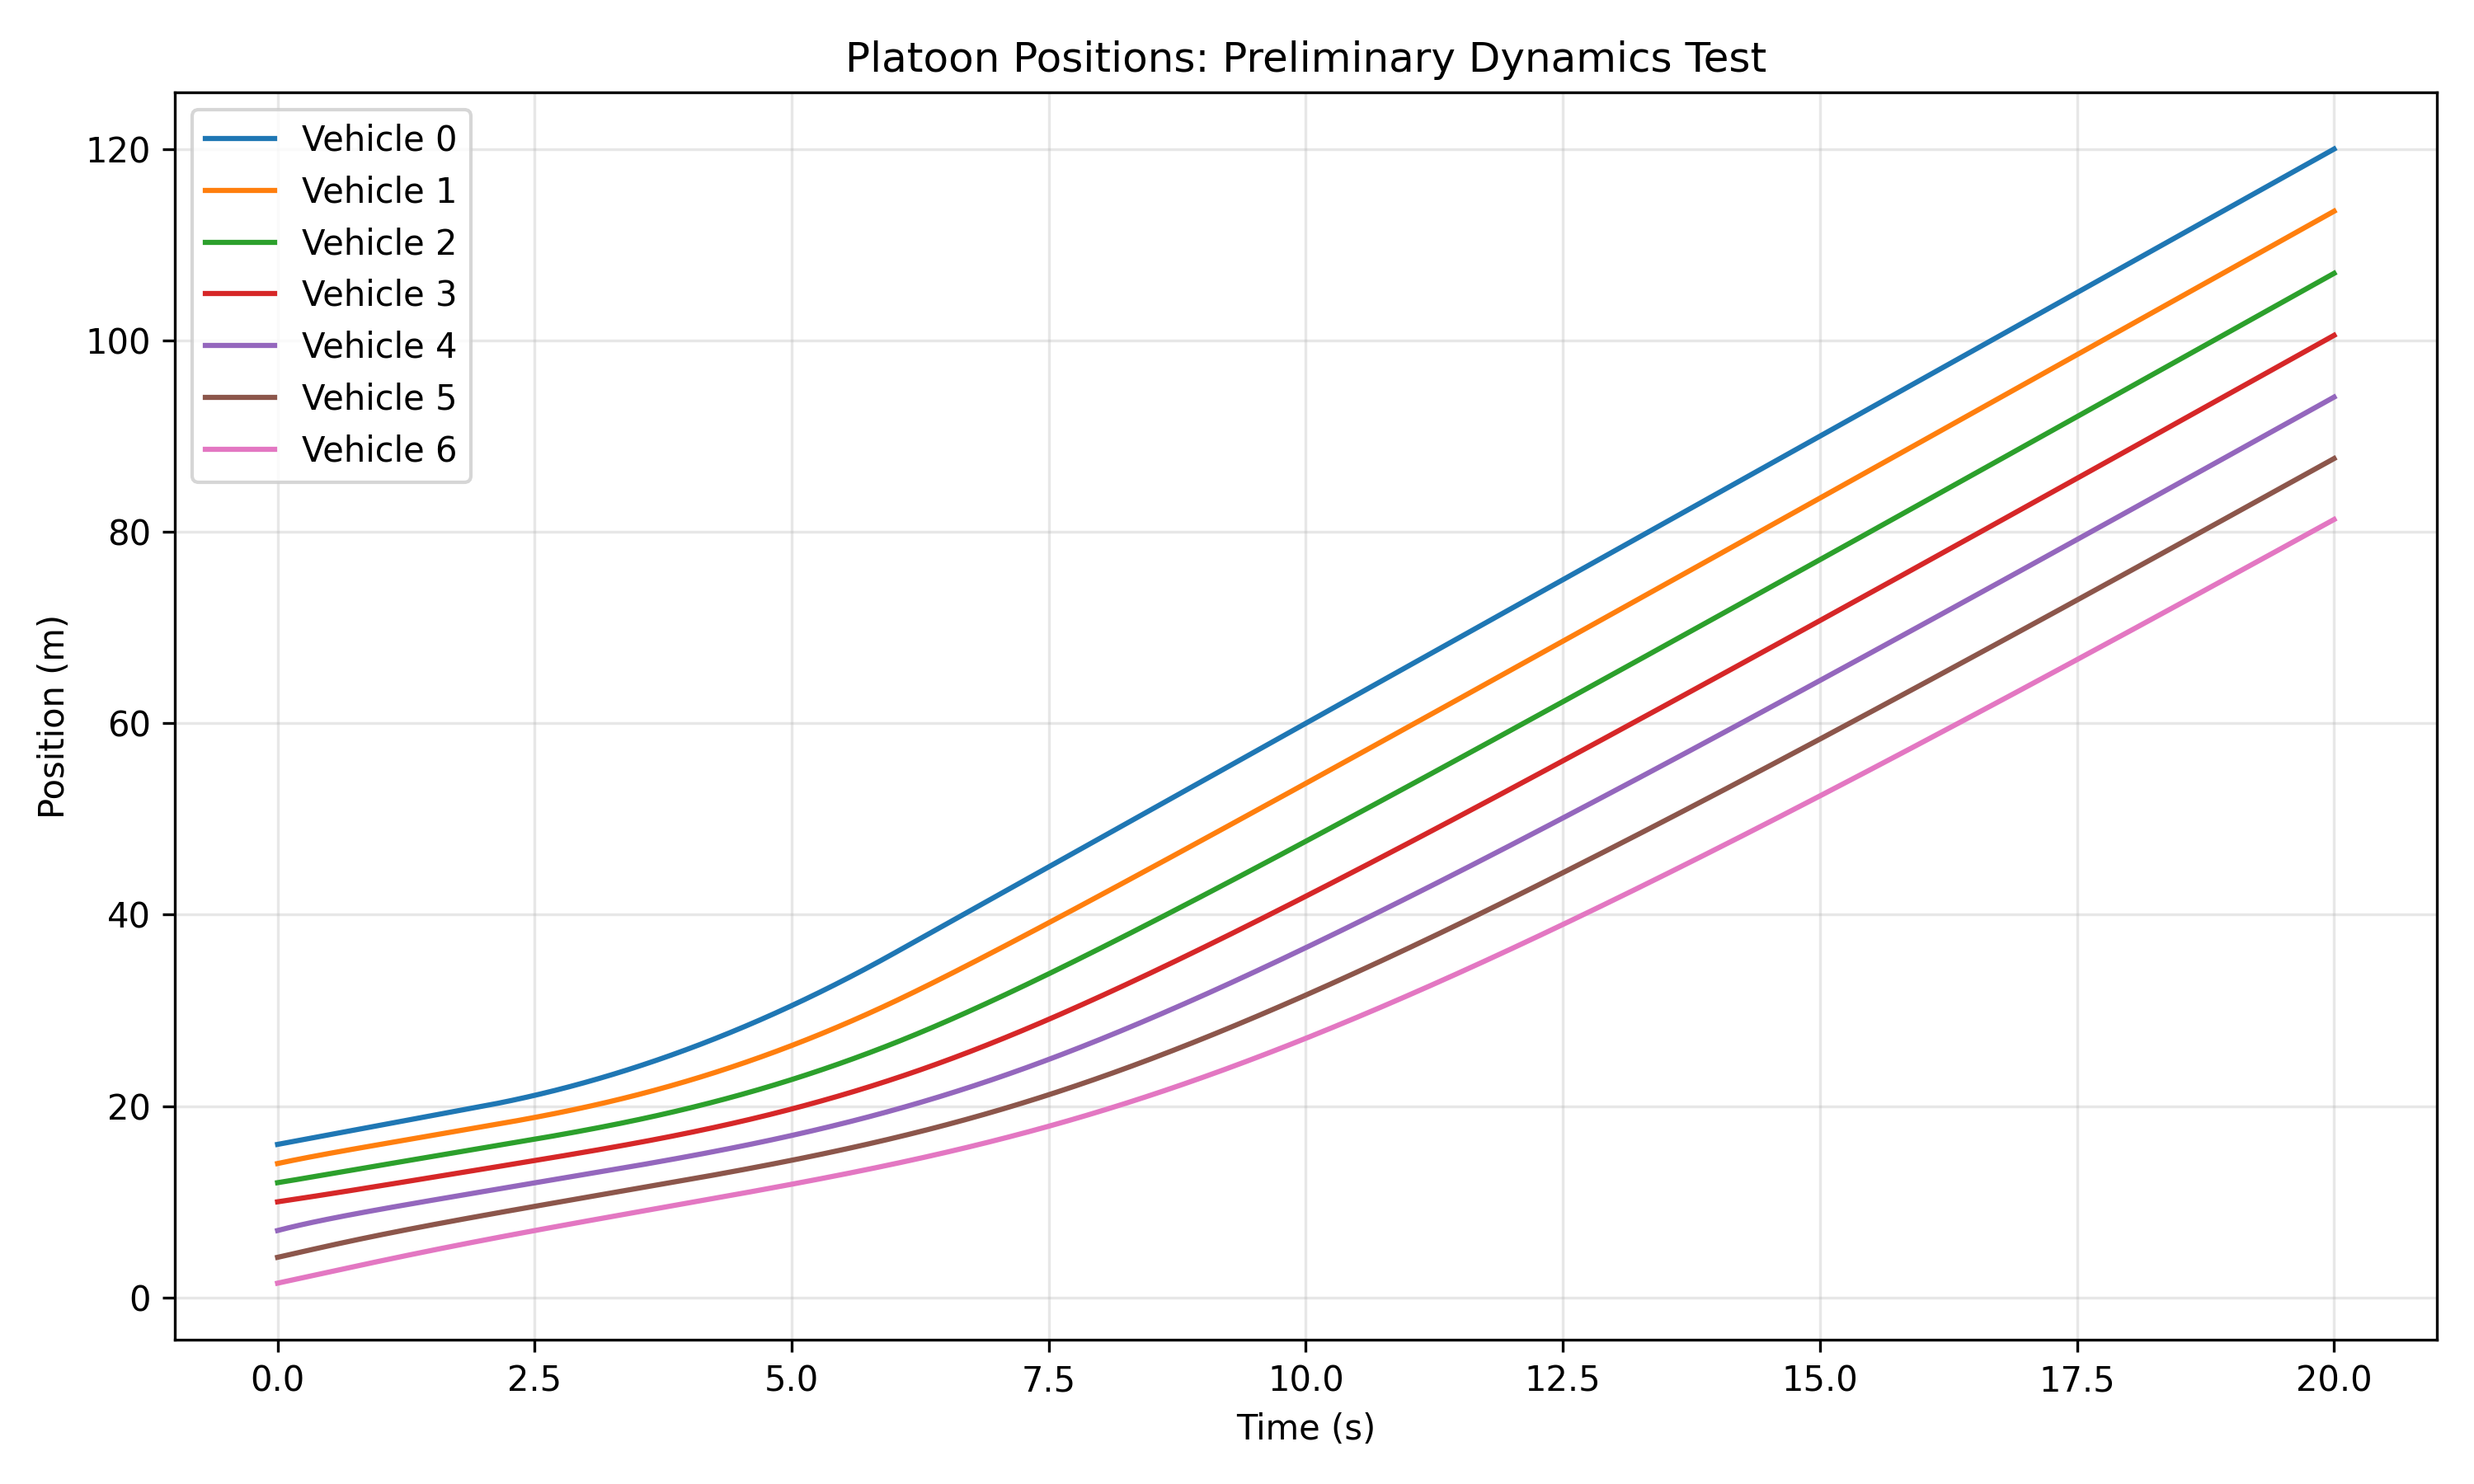 Platoon Positions: Preliminary Dynamics Test
Vehicle 0
Vehicle 1
Vehicle 2
Vehicle 3
Vehicle 4
Vehicle 5
Vehicle 6
120
100
80
60
40
20
0
Position (m)
0.0 2.5 5.0 7.5 10.0 12.5 15.0 17.5 20.0
Time (s)